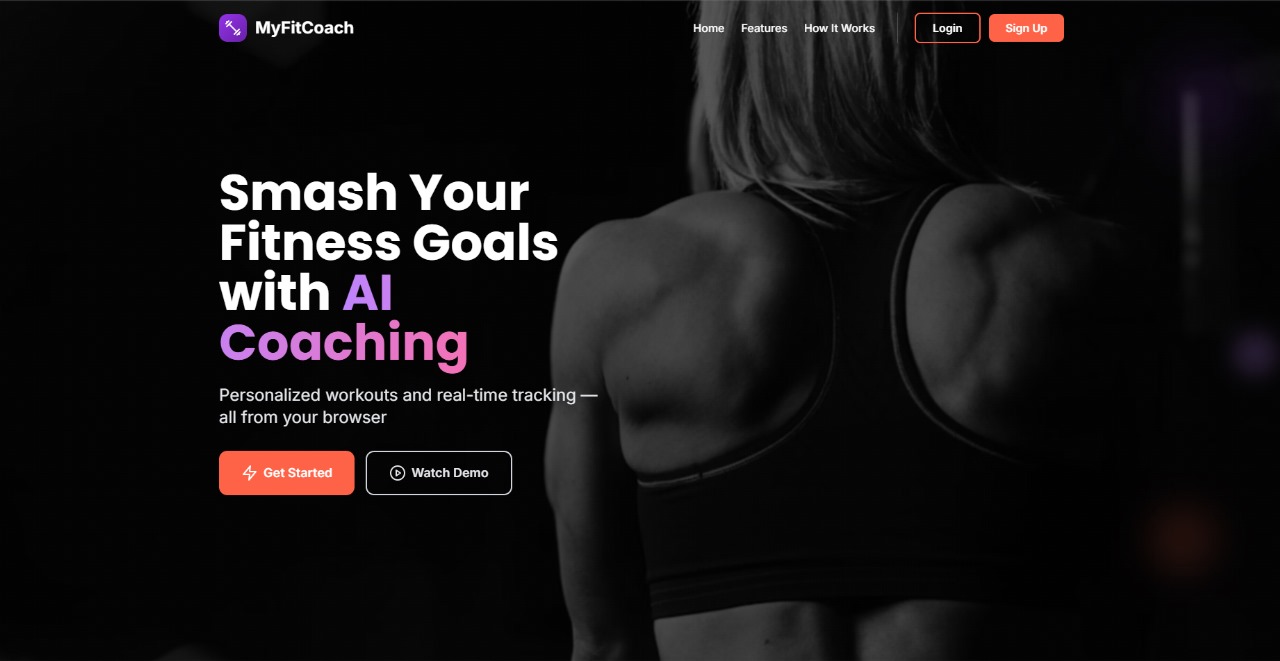 MyFitCoach
Home Features How It Works Login Sign Up
Smash Your
Fitness Goals
with AI
Coaching
Personalized workouts and real-time tracking —
all from your browser
Get Started Watch Demo